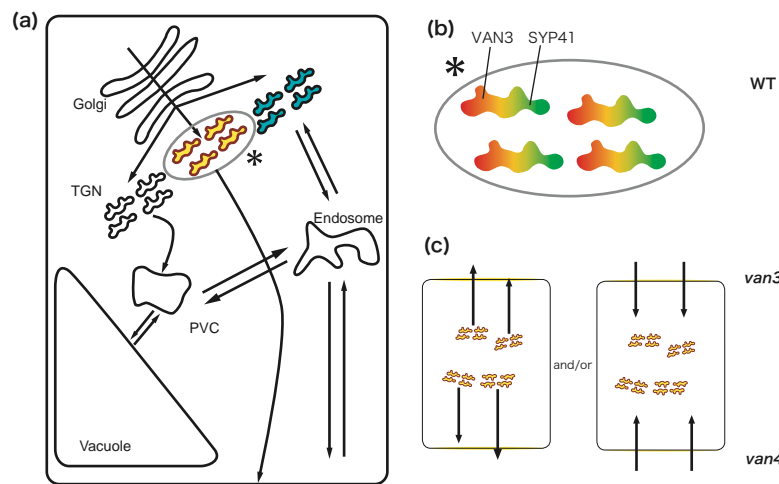 (a)
Golgi
*
TGN
Endosome
PVC
Vacuole
(b)
VAN3 SYP41
*
WT
(c)
van3
and/or
van4